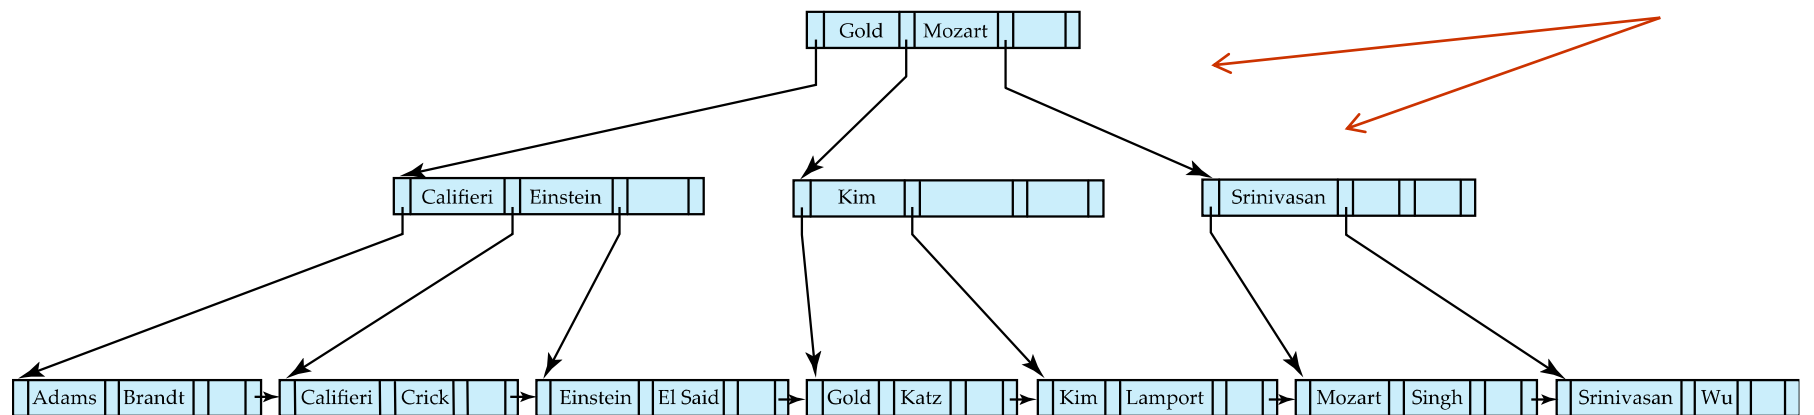 Gold Mozart
Califieri Einstein Kim Srinivasan
Adams Brandt Califieri Crick Einstein El Said Gold Katz Kim Lamport Mozart Singh Srinivasan Wu